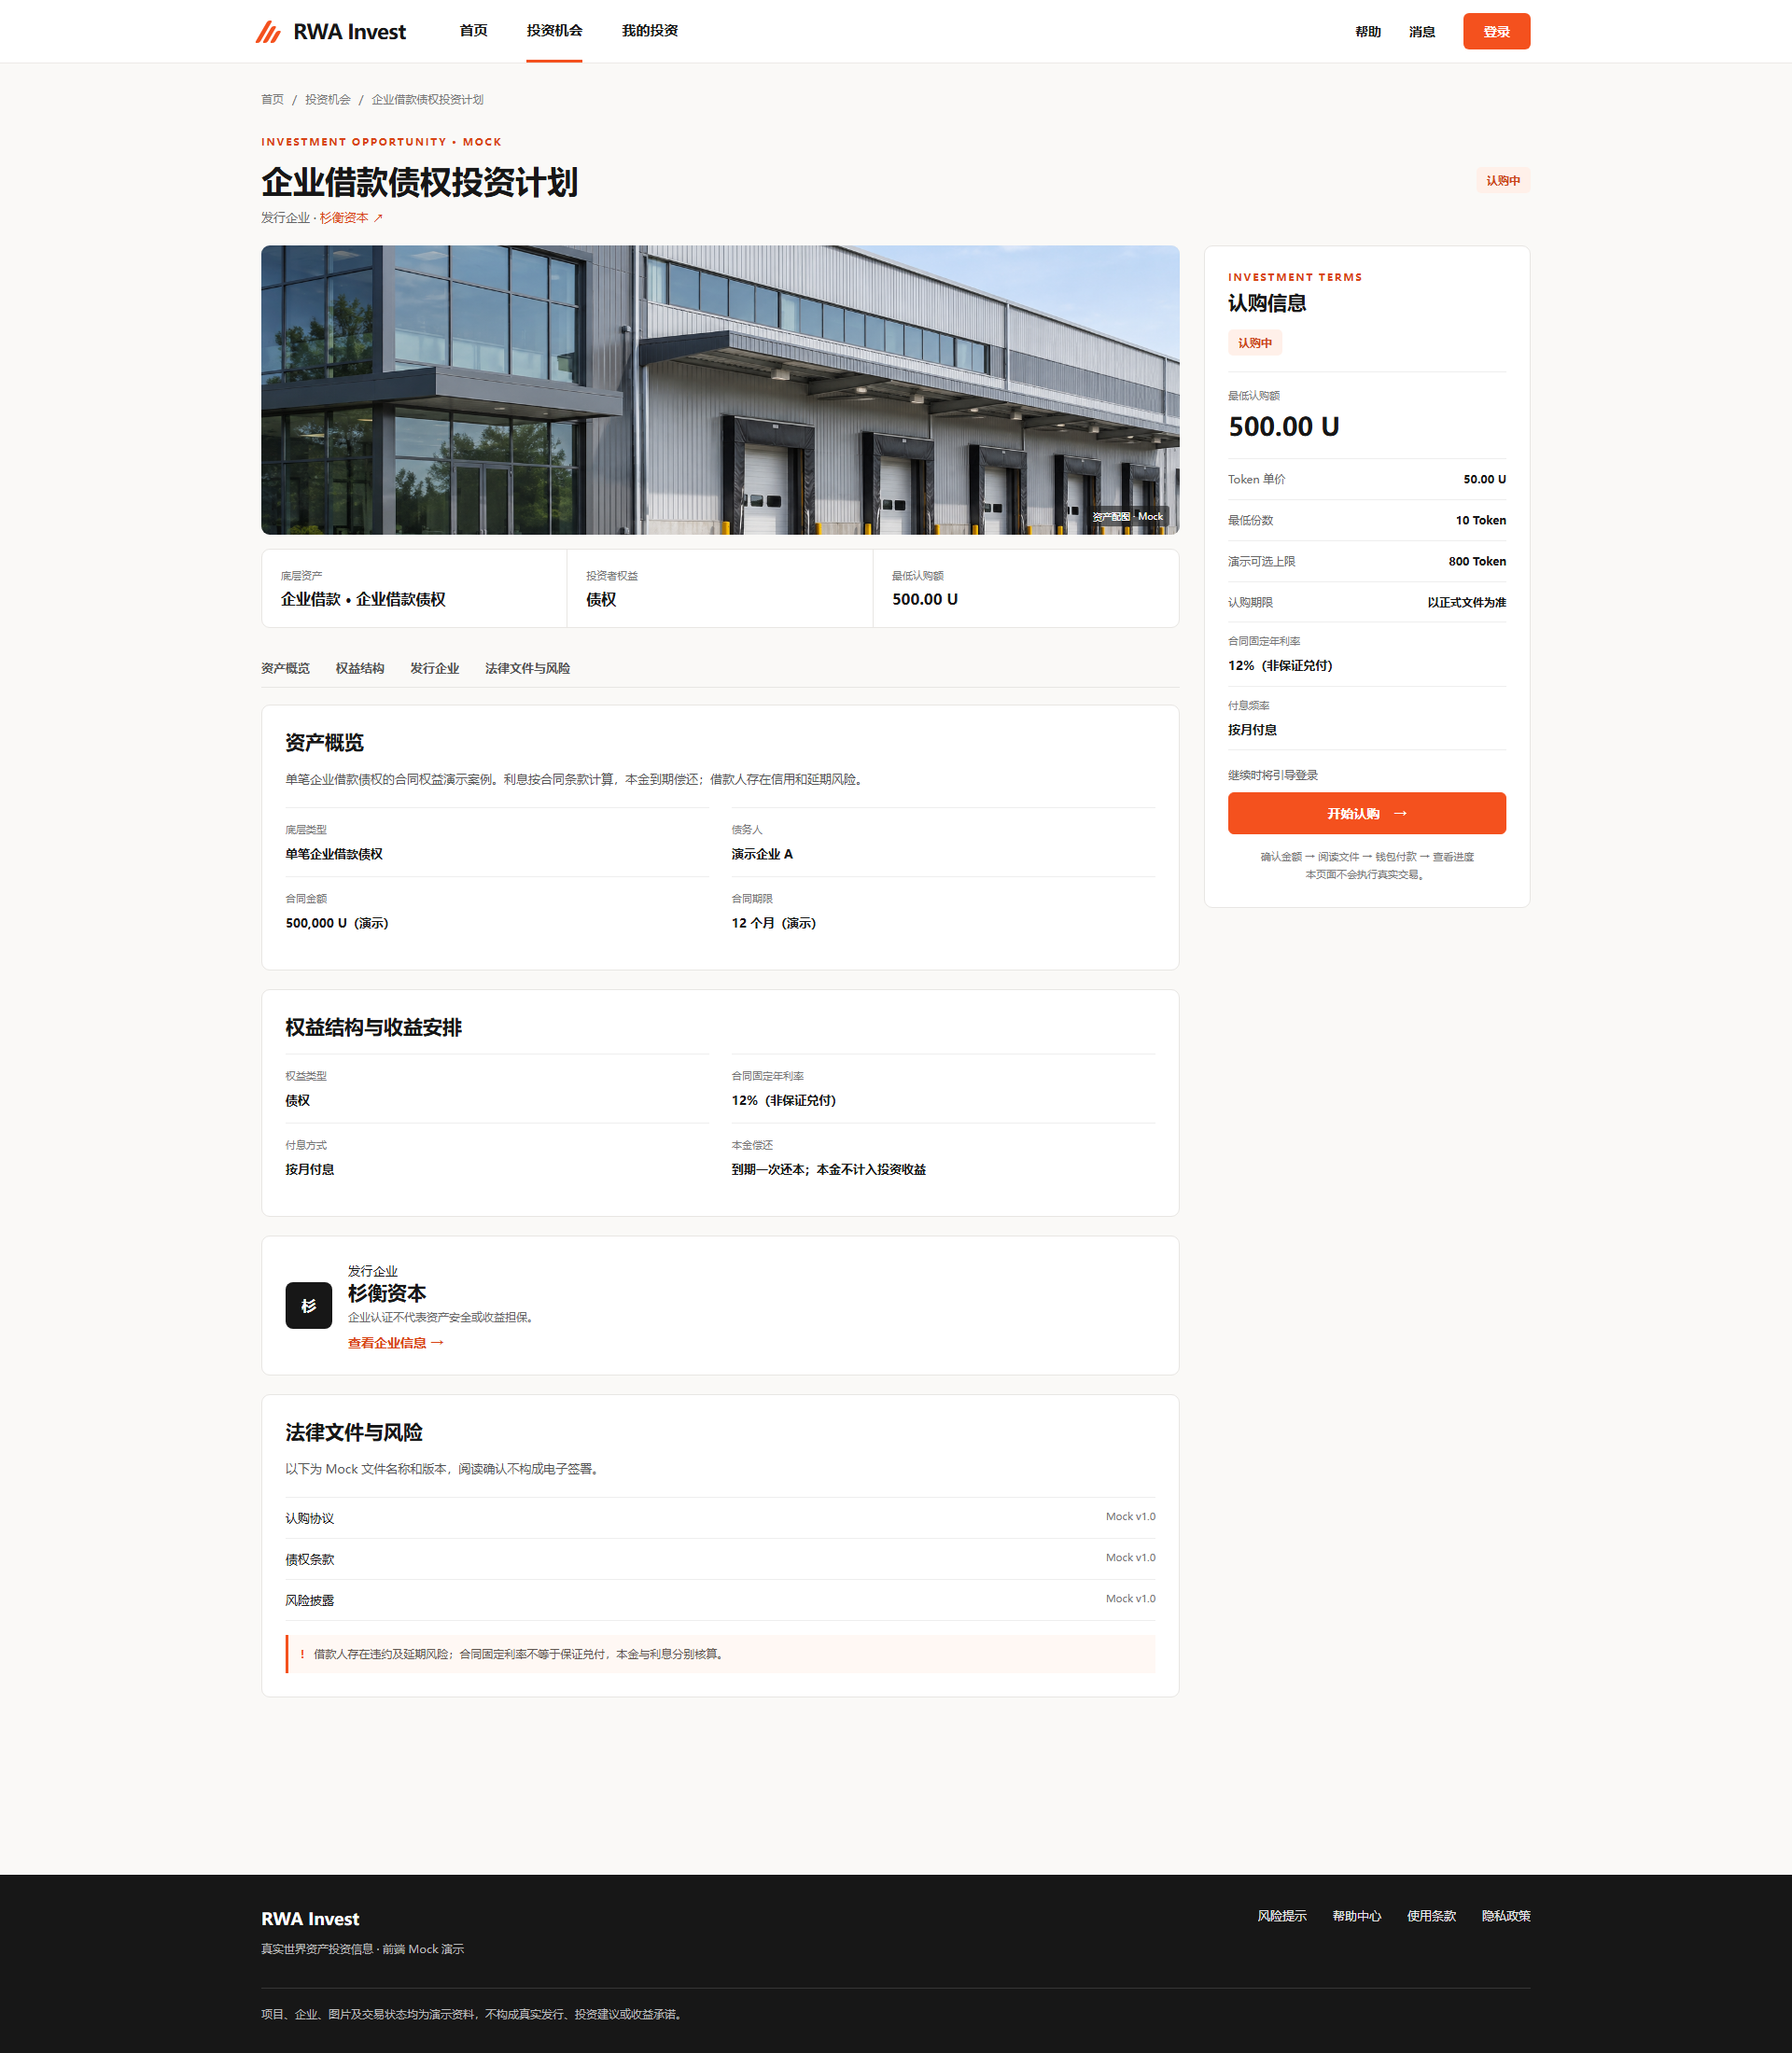 RWA Invest
首页
投资机会
我的投资
帮助
消息
登录
首页 / 投资机会 / 企业借款债权投资计划
INVESTMENT OPPORTUNITY • MOCK
企业借款债权投资计划
认购中
发行企业 · 杉衡资本 ↗
资产配图 · Mock
底层资产
企业借款 • 企业借款债权
投资者权益
债权
最低认购额
500.00 U
资产概览
权益结构
发行企业
法律文件与风险
资产概览
单笔企业借款债权的合同权益演示案例。利息按合同条款计算，本金到期偿还；借款人存在信用和延期风险。
底层类型
单笔企业借款债权
债务人
演示企业 A
合同金额
500,000 U（演示）
合同期限
12 个月（演示）
权益结构与收益安排
权益类型
债权
合同固定年利率
12%（非保证兑付）
付息方式
按月付息
本金偿还
到期一次还本；本金不计入投资收益
杉
发行企业
杉衡资本
企业认证不代表资产安全或收益担保。
查看企业信息 →
法律文件与风险
以下为 Mock 文件名称和版本，阅读确认不构成电子签署。
认购协议
Mock v1.0
债权条款
Mock v1.0
风险披露
Mock v1.0
! 借款人存在违约及延期风险；合同固定利率不等于保证兑付，本金与利息分别核算。
INVESTMENT TERMS
认购信息
认购中
最低认购额
500.00 U
Token 单价
50.00 U
最低份数
10 Token
演示可选上限
800 Token
认购期限
以正式文件为准
合同固定年利率
12%（非保证兑付）
付息频率
按月付息
继续时将引导登录
开始认购 →
确认金额 → 阅读文件 → 钱包付款 → 查看进度
本页面不会执行真实交易。
RWA Invest
真实世界资产投资信息 · 前端 Mock 演示
风险提示
帮助中心
使用条款
隐私政策
项目、企业、图片及交易状态均为演示资料，不构成真实发行、投资建议或收益承诺。